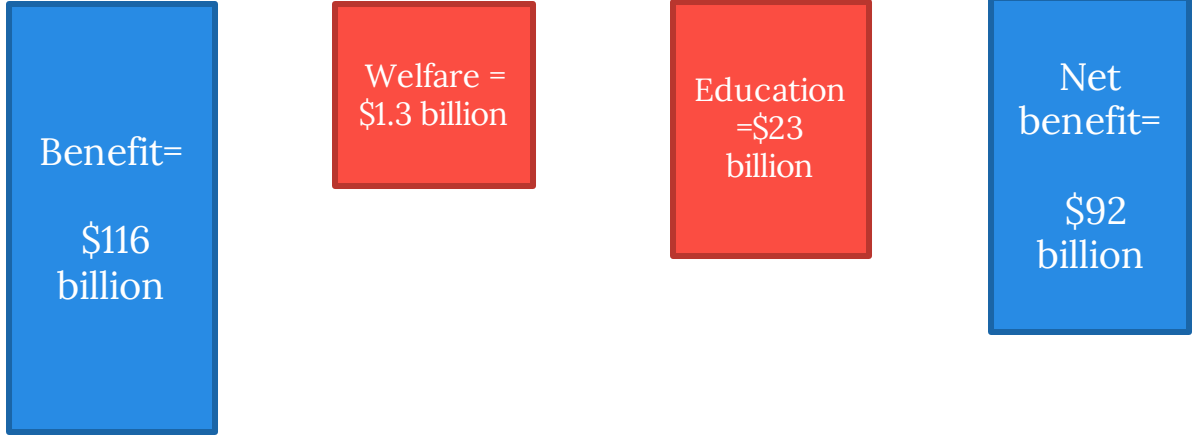 Benefit=
$116
billion
Welfare =
$1.3 billion
Education
=$23
billion
Net
benefit=
$92
billion